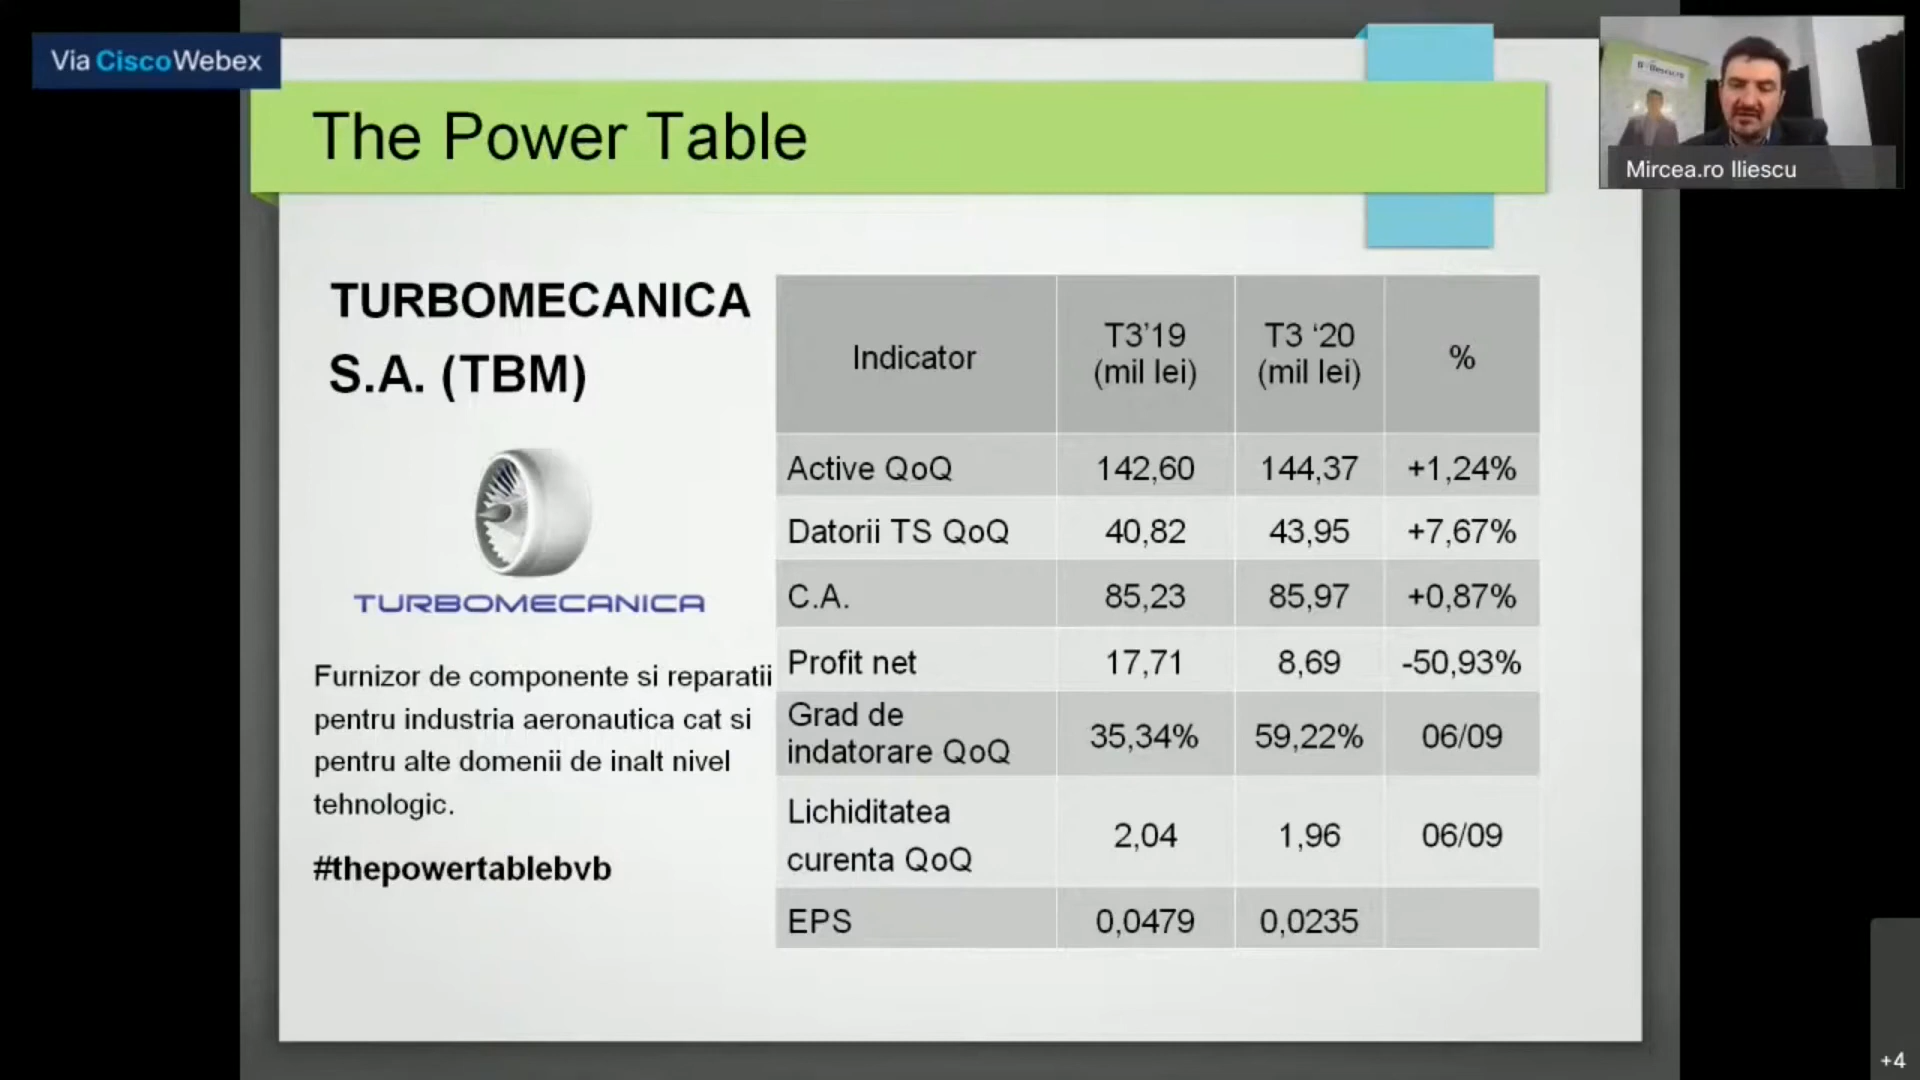 Via CiscoWebex
The Power Table
Mircea.ro Iliescu
TURBOMECANICA
S.A. (TBM)
TURBOMECANICA
Furnizor de componente si reparatii
pentru industria aeronautica cat si
pentru alte domenii de inalt nivel
tehnologic.
#thepowertablebvb
Indicator T3’19 (mil lei) T3 ‘20 (mil lei) %
Active QoQ 142,60 144,37 +1,24%
Datorii TS QoQ 40,82 43,95 +7,67%
C.A. 85,23 85,97 +0,87%
Profit net 17,71 8,69 -50,93%
Grad de
indatorare QoQ 35,34% 59,22% 06/09
Lichiditatea
curenta QoQ 2,04 1,96 06/09
EPS 0,0479 0,0235
+4